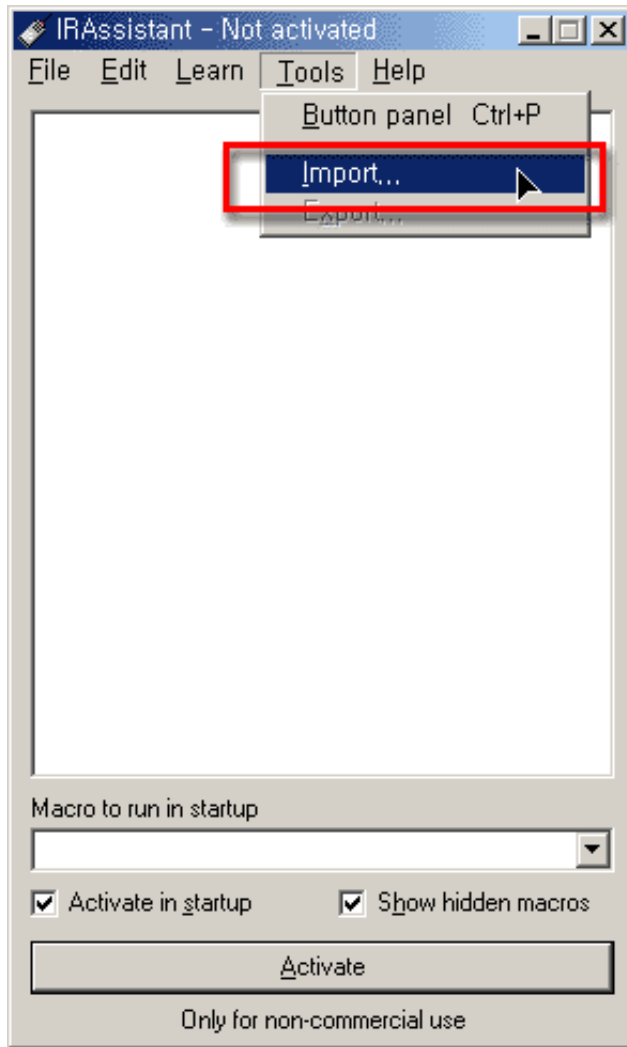 IRAssistant - Not activated
File Edit Learn Tools Help
Button panel Ctrl+P
Import...
Export...
Macro to run in startup
Activate in startup Show hidden macros
Activate
Only for non-commercial use